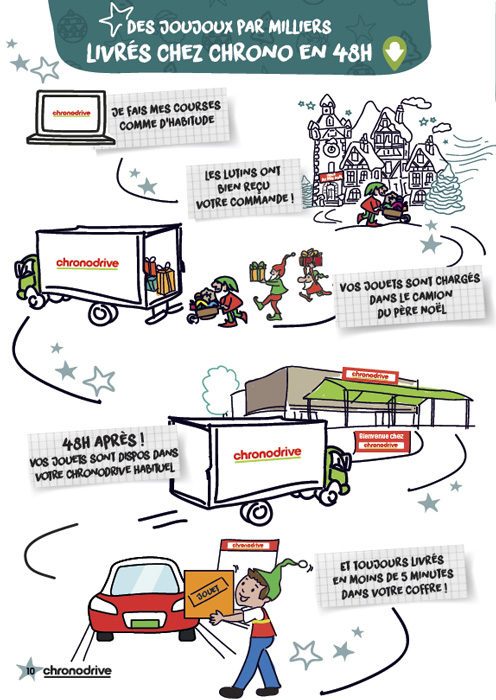 DES JOUJOUX PAR MILLIERS
LIVRÉS CHEZ CHRONO EN 48H
chronodrive
JE FAIS MES COURSES
COMME D'HABITUDE
LES LUTINS ONT
BIEN REÇU
VOTRE COMMANDE !
chronodrive
VOS JOUETS SONT CHARGÉS
DANS LE CAMION
DU PÈRE NOËL
chronodrive
Bienvenue chez
chronodrive
48H APRÈS !
VOS JOUETS SONT DISPOS DANS
VOTRE CHRONODRIVE HABITUEL
chronodrive
chronodrive
JOUET
ET TOUJOURS LIVRÉS
EN MOINS DE 5 MINUTES
DANS VOTRE COFFRE !
10 chronodrive